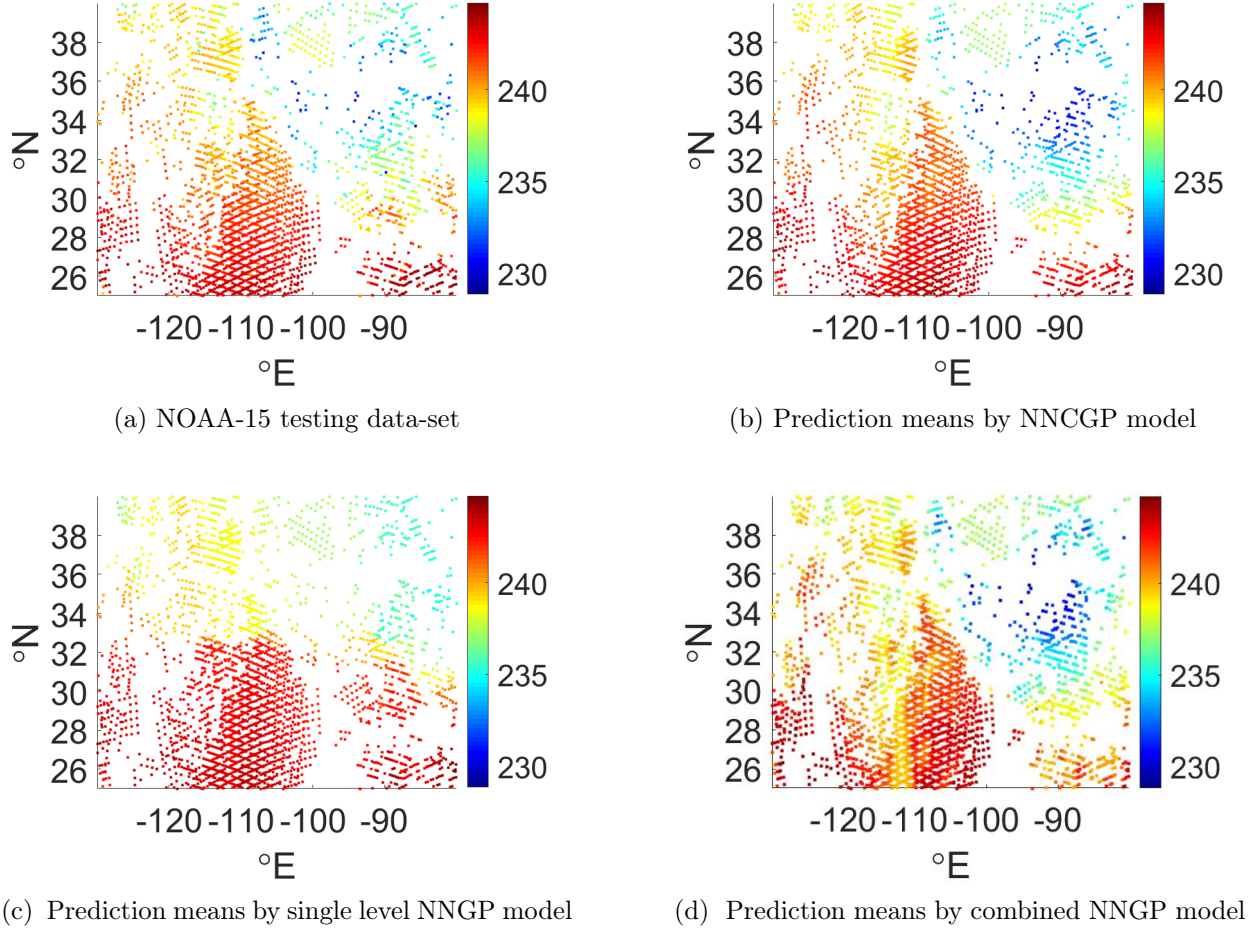 38
36
34
32
30
28
26
°N
-120 -110 -100 -90
°E
240
235
230
(a) NOAA-15 testing data-set
38
36
34
32
30
28
26
°N
-120 -110 -100 -90
°E
240
235
230
(b) Prediction means by NNCGP model
38
36
34
32
30
28
26
°N
-120 -110 -100 -90
°E
240
235
230
(c) Prediction means by single level NNGP model
38
36
34
32
30
28
26
°N
-120 -110 -100 -90
°E
240
235
230
(d) Prediction means by combined NNGP model